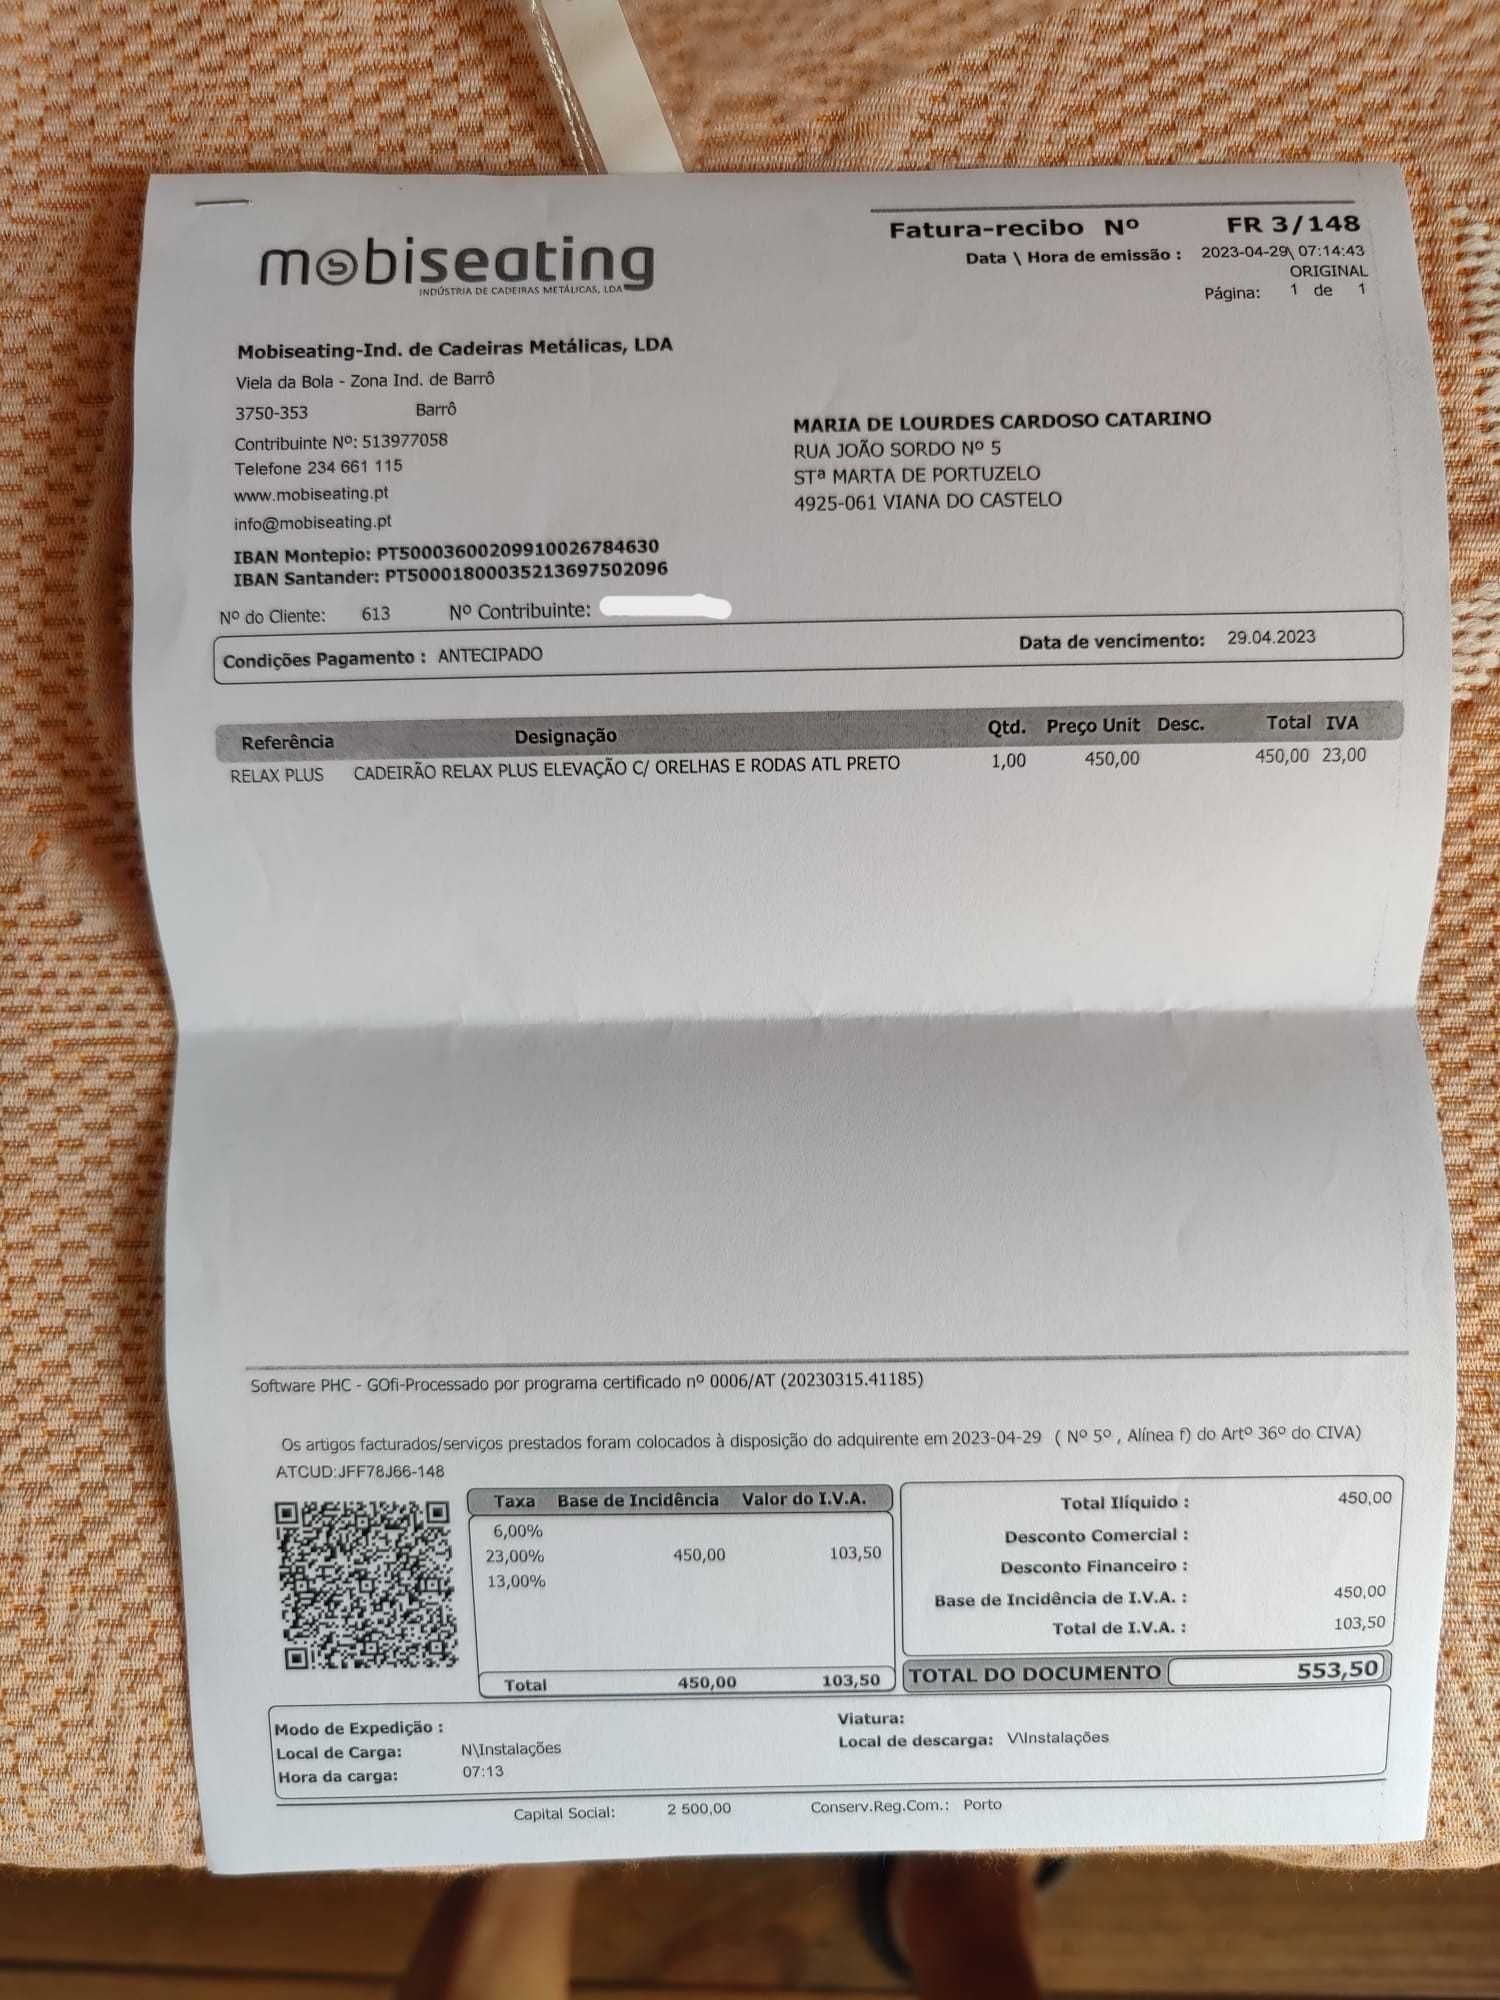 mobiseating
INDÚSTRIA DE CADEIRAS METÁLICAS, LDA
Fatura-recibo Nº FR 3/148
Data \ Hora de emissão : 2023-04-29\ 07:14:43
ORIGINAL
Página: 1 de 1
Mobiseating-Ind. de Cadeiras Metálicas, LDA
Viela da Bola - Zona Ind. de Barrô
3750-353 Barrô
Contribuinte Nº: 513977058
Telefone 234 661 115
www.mobiseating.pt
info@mobiseating.pt
IBAN Montepio: PT50003600209910026784630
IBAN Santander: PT50001800035213697502096
MARIA DE LOURDES CARDOSO CATARINO
RUA JOÃO SORDO Nº 5
STª MARTA DE PORTUZELO
4925-061 VIANA DO CASTELO
Nº do Cliente: 613 Nº Contribuinte:
Condições Pagamento : ANTECIPADO Data de vencimento: 29.04.2023
Referência Designação Qtd. Preço Unit Desc. Total IVA
RELAX PLUS CADEIRÃO RELAX PLUS ELEVAÇÃO C/ ORELHAS E RODAS ATL PRETO 1,00 450,00 450,00 23,00
Software PHC - GOfi-Processado por programa certificado nº 0006/AT (20230315.41185)
Os artigos facturados/serviços prestados foram colocados à disposição do adquirente em 2023-04-29 ( Nº 5º , Alínea f) do Artº 36º do CIVA)
ATCUD:JFF78J66-148
Taxa Base de Incidência Valor do I.V.A.
6,00%
23,00% 450,00 103,50
13,00%
Total 450,00 103,50
Total Ilíquido : 450,00
Desconto Comercial :
Desconto Financeiro :
Base de Incidência de I.V.A. : 450,00
Total de I.V.A. : 103,50
TOTAL DO DOCUMENTO 553,50
Modo de Expedição : Viatura:
Local de Carga: N\Instalações Local de descarga: V\Instalações
Hora da carga: 07:13
Capital Social: 2 500,00 Conserv.Reg.Com.: Porto